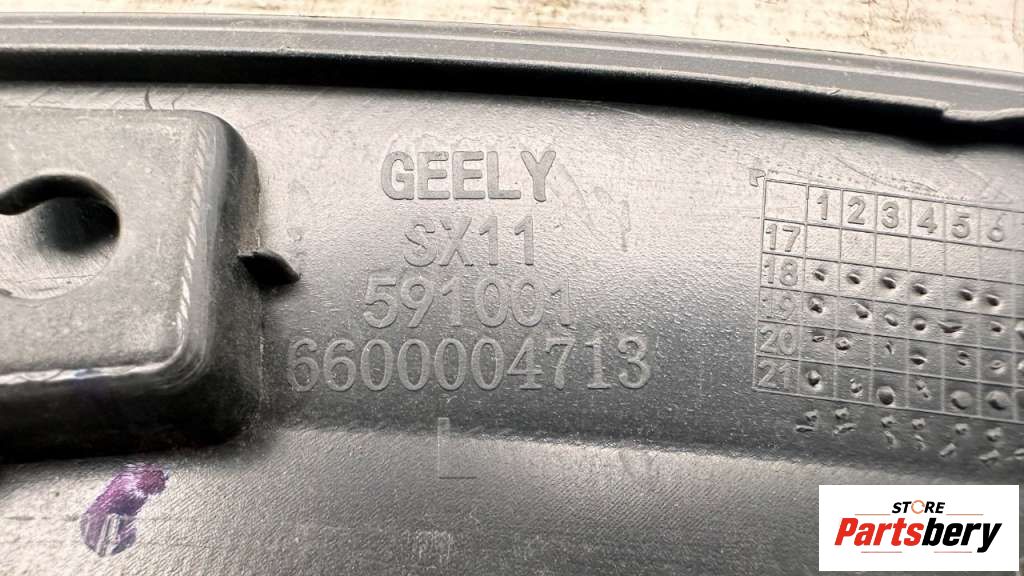 GEELY
SX11
591001
6600004713
L
1 2 3 4 5 6
17
18
19
20
21
STORE
Partsbery